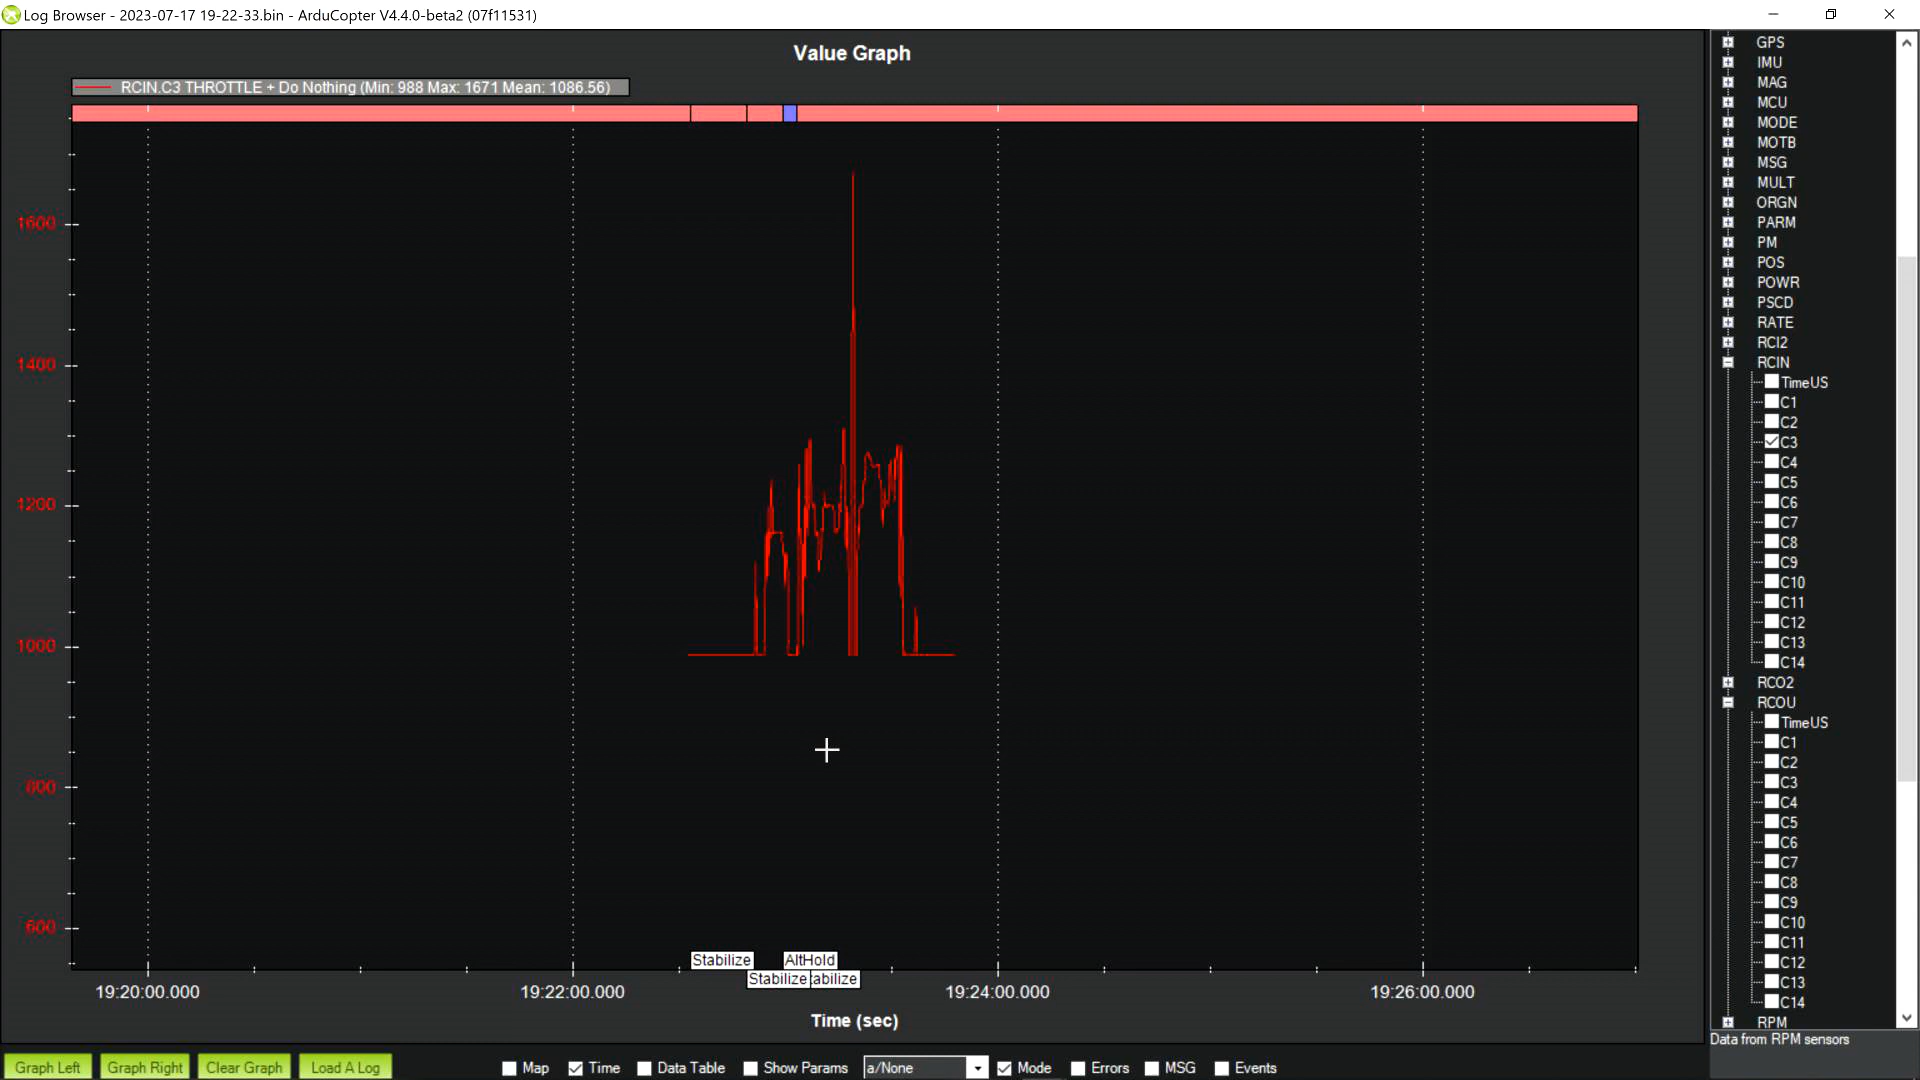 Log Browser - 2023-07-17 19-22-33.bin - ArduCopter V4.4.0-beta2 (07f11531)
Value Graph
RCIN.C3 THROTTLE + Do Nothing (Min: 988 Max: 1671 Mean: 1086.56)
1600
1400
1200
1000
800
600
Stabilize
AltHold
Stabilize
abilize
19:20:00.000
19:22:00.000
19:24:00.000
19:26:00.000
Time (sec)
GPS
IMU
MAG
MCU
MODE
MOTB
MSG
MULT
ORGN
PARM
PM
POS
POWR
PSCD
RATE
RCI2
RCIN
TimeUS
C1
C2
C3
C4
C5
C6
C7
C8
C9
C10
C11
C12
C13
C14
RCO2
RCOU
TimeUS
C1
C2
C3
C4
C5
C6
C7
C8
C9
C10
C11
C12
C13
C14
RPM
Data from RPM sensors
Graph Left
Graph Right
Clear Graph
Load A Log
Map
Time
Data Table
Show Params
a/None
Mode
Errors
MSG
Events